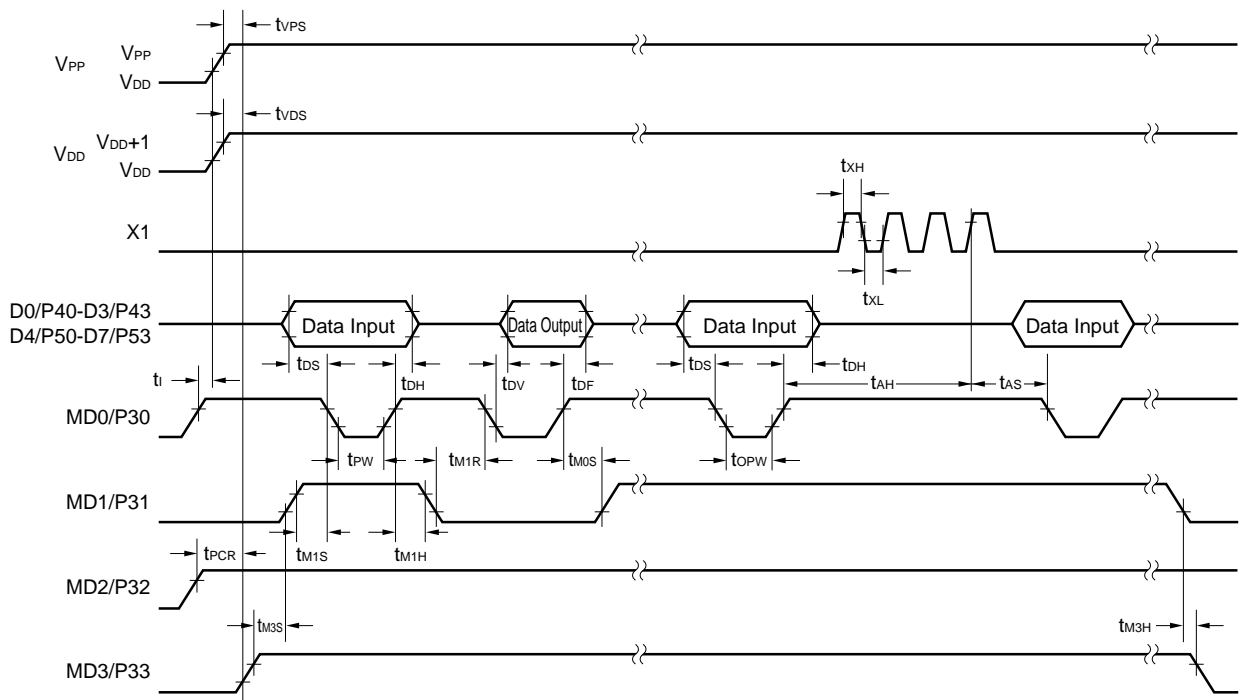 tVPS
VPP
VPP
VDD
tVDS
VDD
VDD+1
VDD
tXH
X1
tXL
D0/P40-D3/P43
D4/P50-D7/P53
Data Input
Data Output
Data Input
Data Input
tDS
tDH
tDV
tDF
tDS
tDH
tAH
tAS
tI
MD0/P30
tPW
tM1R
tM0S
tOPW
MD1/P31
tM1S
tM1H
tPCR
MD2/P32
tM3S
tM3H
MD3/P33